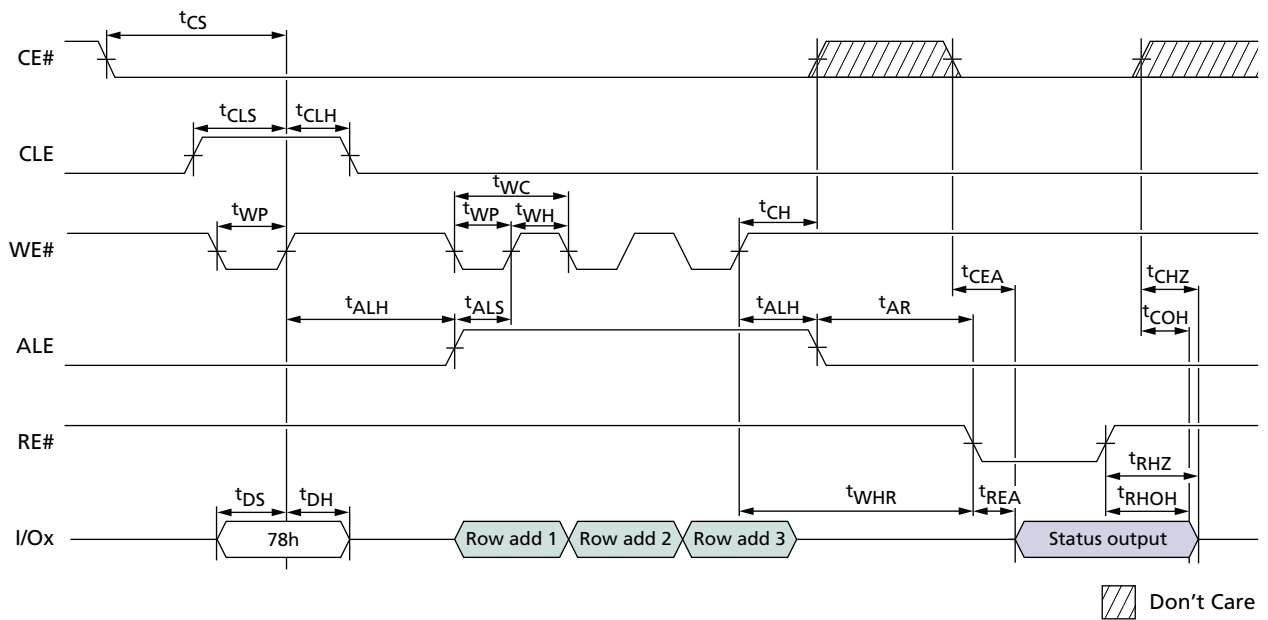 tCS
CE#
tCLS tCLH
CLE
tWC
tWP tWP tWH tCH
WE#
tCEA tCHZ
tALH tALS tALH tAR tCOH
ALE
RE#
tRHZ
tDS tDH tWHR tREA tRHOH
I/Ox 78h Row add 1 Row add 2 Row add 3 Status output
Don't Care